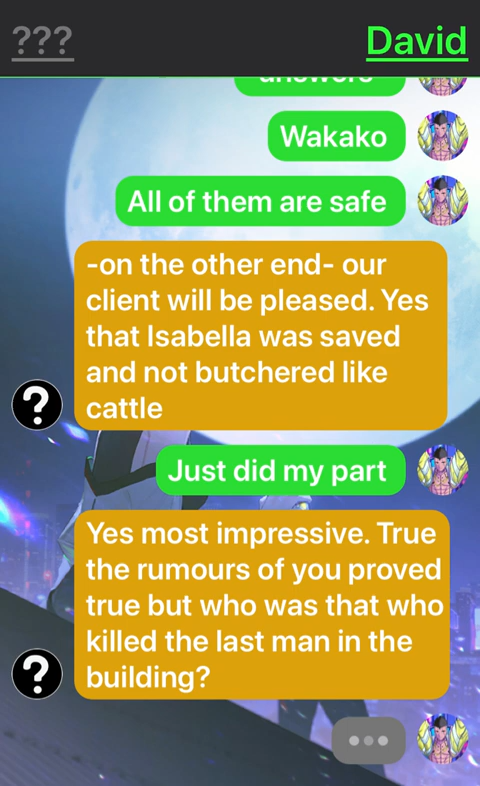 ???
David
answers
Wakako
All of them are safe
-on the other end- our
client will be pleased. Yes
that Isabella was saved
and not butchered like
cattle
?
Just did my part
Yes most impressive. True
the rumours of you proved
true but who was that who
killed the last man in the
building?
?